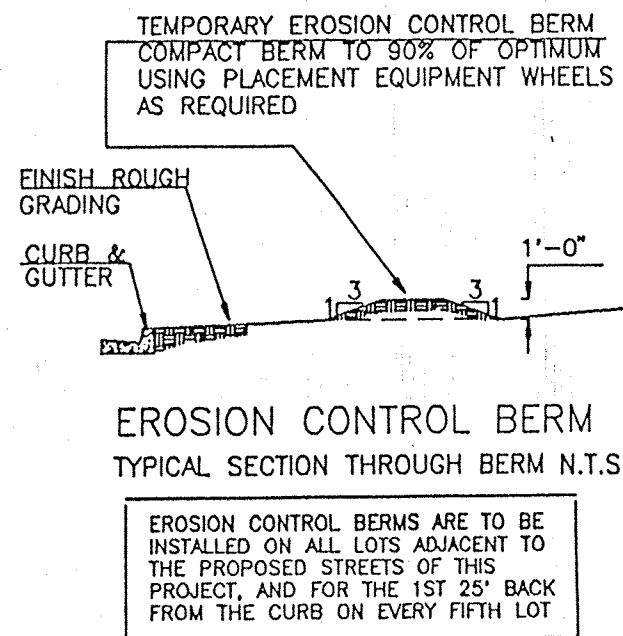 TEMPORARY EROSION CONTROL BERM
COMPACT BERM TO 90% OF OPTIMUM
USING PLACEMENT EQUIPMENT WHEELS
AS REQUIRED
FINISH ROUGH
GRADING
CURB &
GUTTER
1'-0"
1 3 3 1
EROSION CONTROL BERM
TYPICAL SECTION THROUGH BERM N.T.S
EROSION CONTROL BERMS ARE TO BE
INSTALLED ON ALL LOTS ADJACENT TO
THE PROPOSED STREETS OF THIS
PROJECT, AND FOR THE 1ST 25' BACK
FROM THE CURB ON EVERY FIFTH LOT